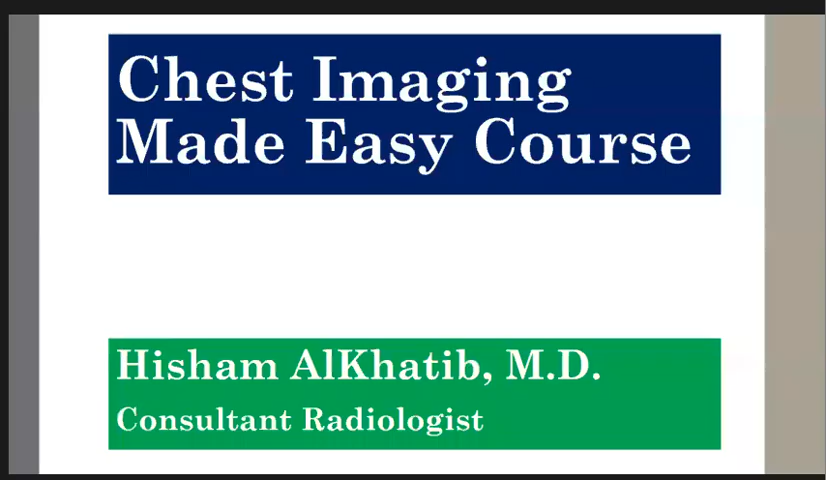 Chest Imaging
Made Easy Course
Hisham AlKhatib, M.D.
Consultant Radiologist